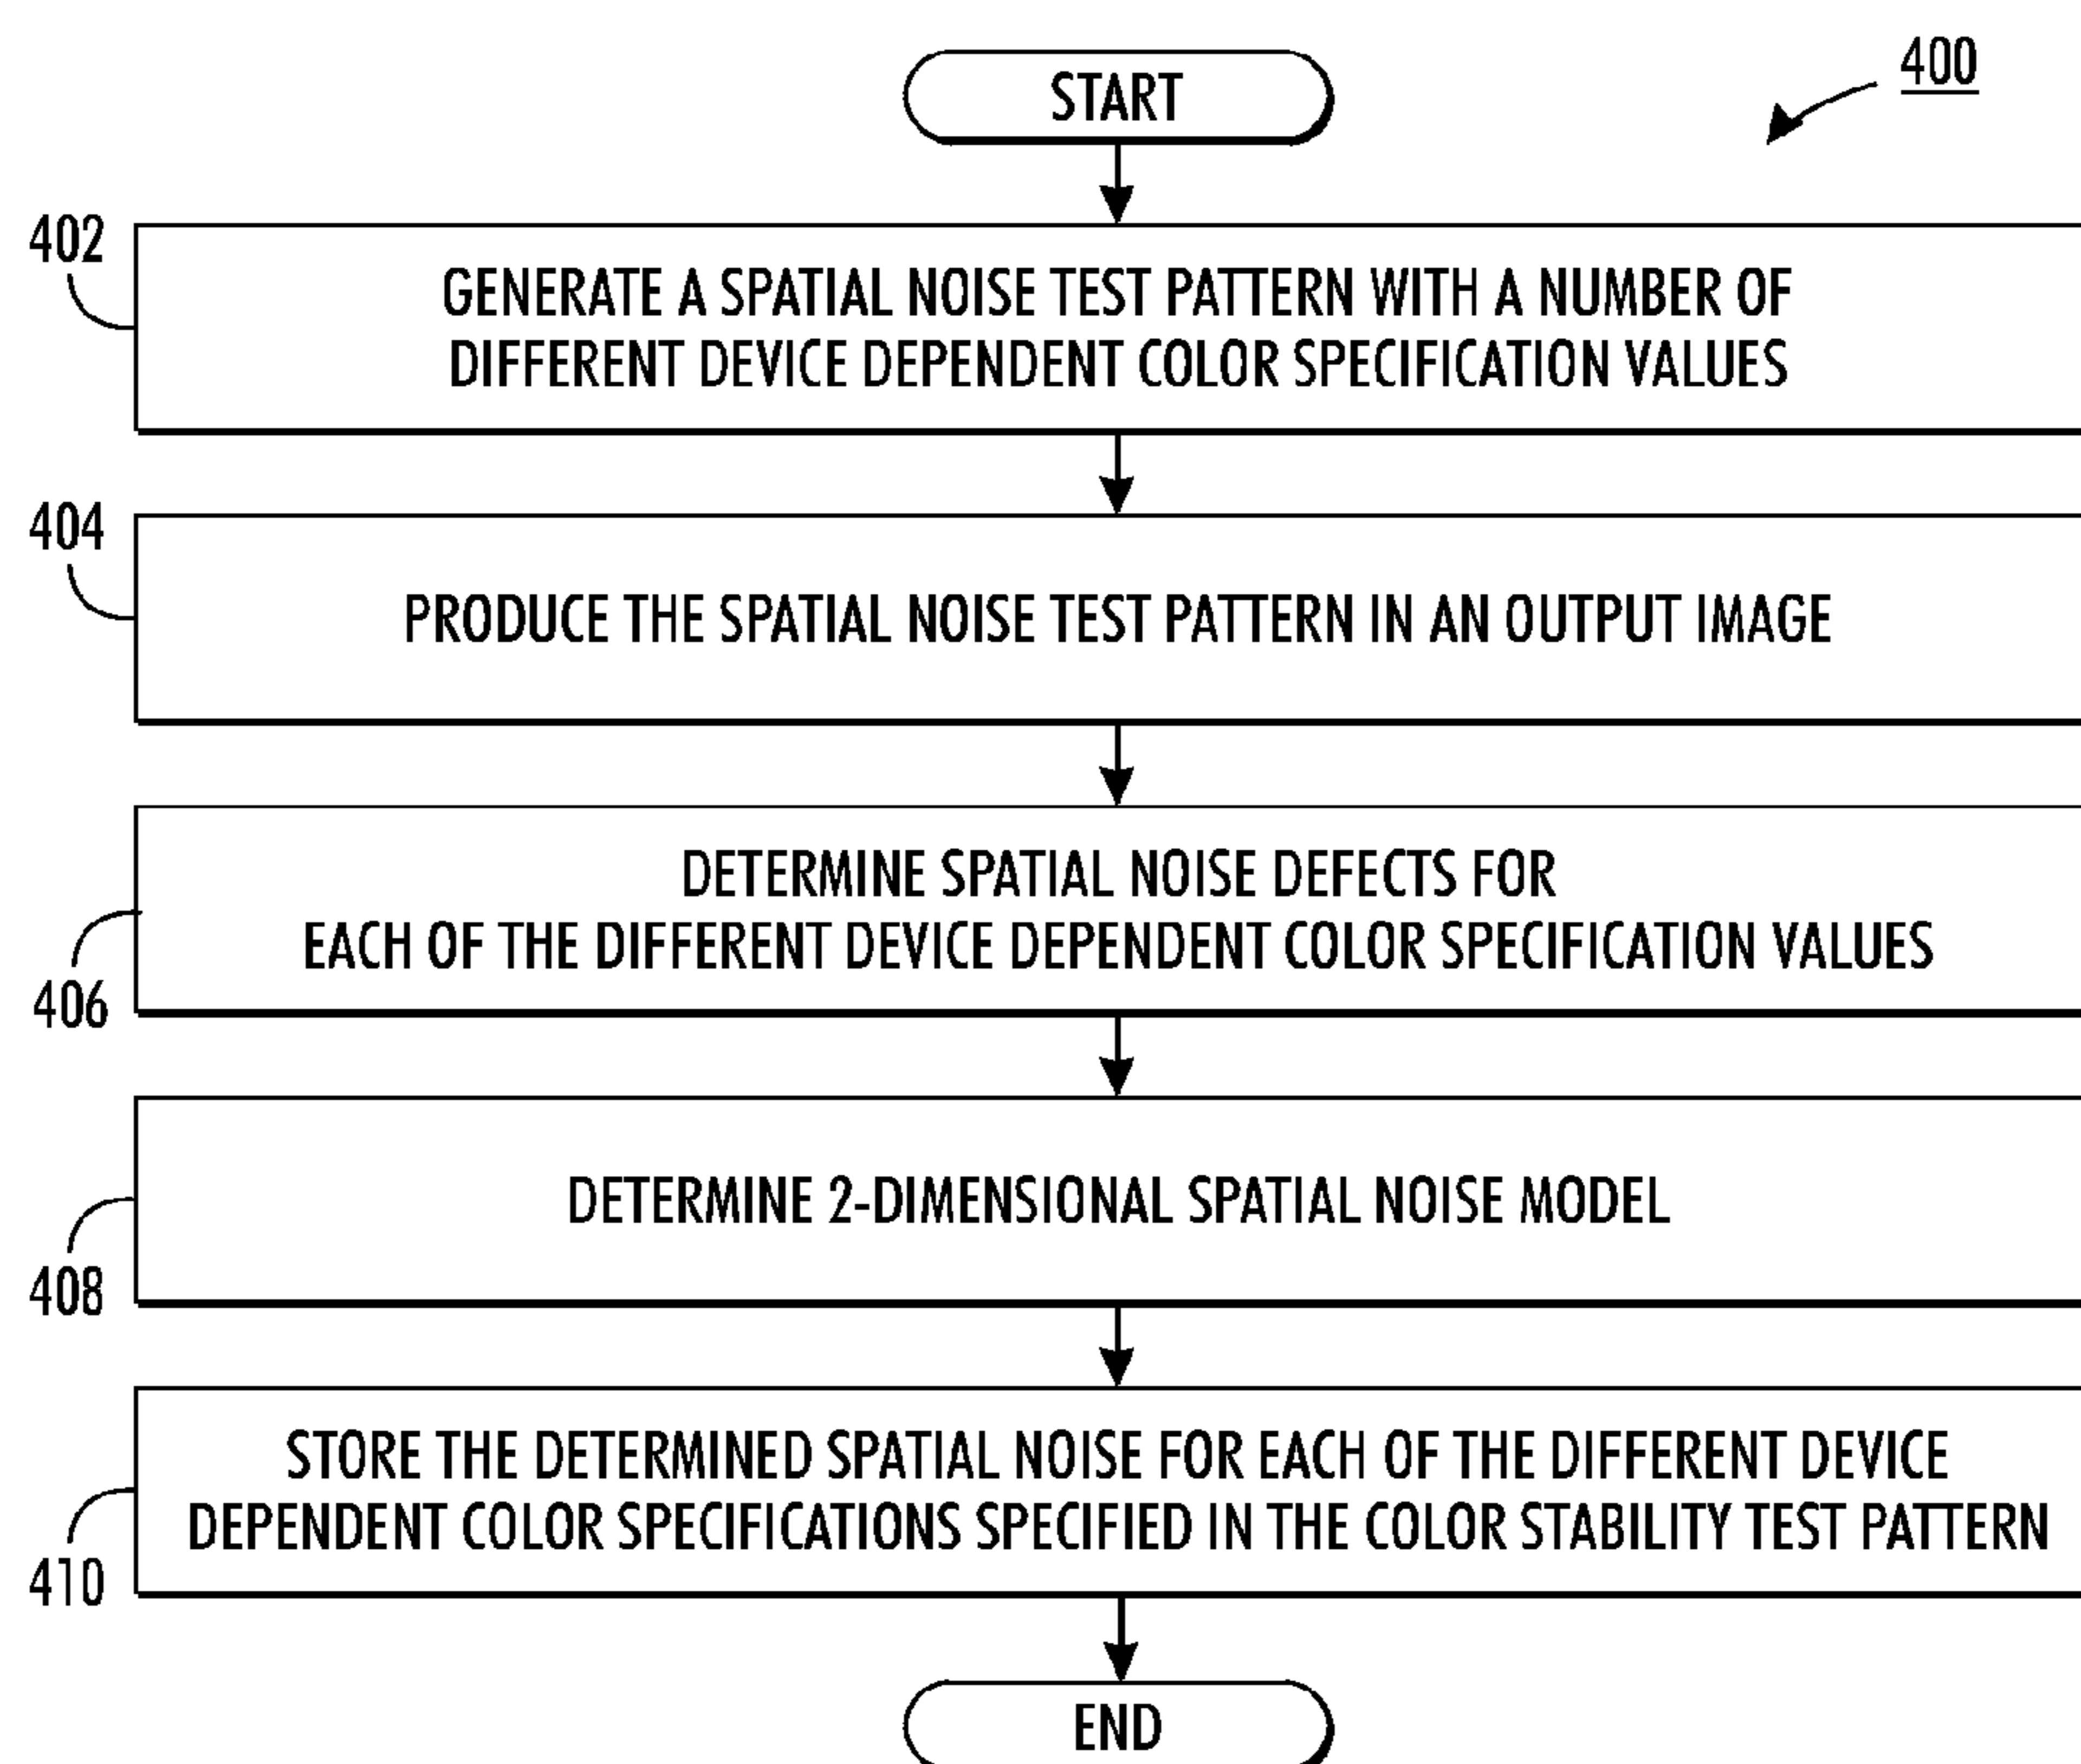 START
400
402
GENERATE A SPATIAL NOISE TEST PATTERN WITH A NUMBER OF
DIFFERENT DEVICE DEPENDENT COLOR SPECIFICATION VALUES
404
PRODUCE THE SPATIAL NOISE TEST PATTERN IN AN OUTPUT IMAGE
DETERMINE SPATIAL NOISE DEFECTS FOR
EACH OF THE DIFFERENT DEVICE DEPENDENT COLOR SPECIFICATION VALUES
406
DETERMINE 2-DIMENSIONAL SPATIAL NOISE MODEL
408
STORE THE DETERMINED SPATIAL NOISE FOR EACH OF THE DIFFERENT DEVICE
DEPENDENT COLOR SPECIFICATIONS SPECIFIED IN THE COLOR STABILITY TEST PATTERN
410
END